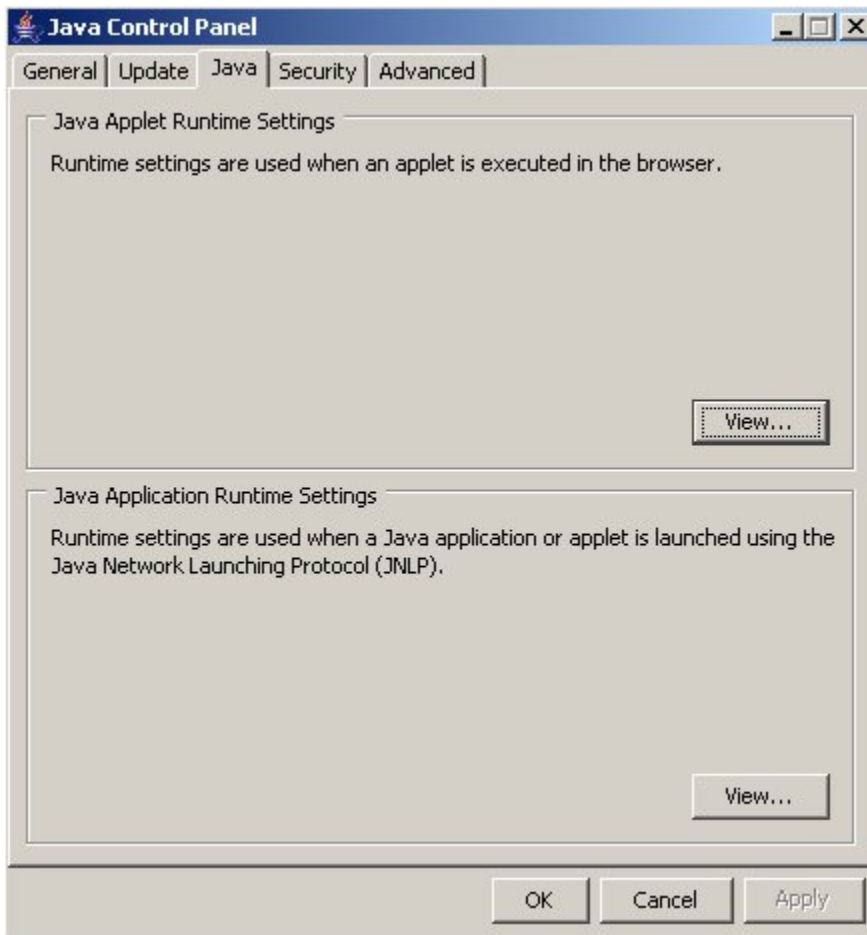 Java Control Panel
General Update Java Security Advanced
Java Applet Runtime Settings
Runtime settings are used when an applet is executed in the browser.
View...
Java Application Runtime Settings
Runtime settings are used when a Java application or applet is launched using the
Java Network Launching Protocol (JNLP).
View...
OK Cancel Apply